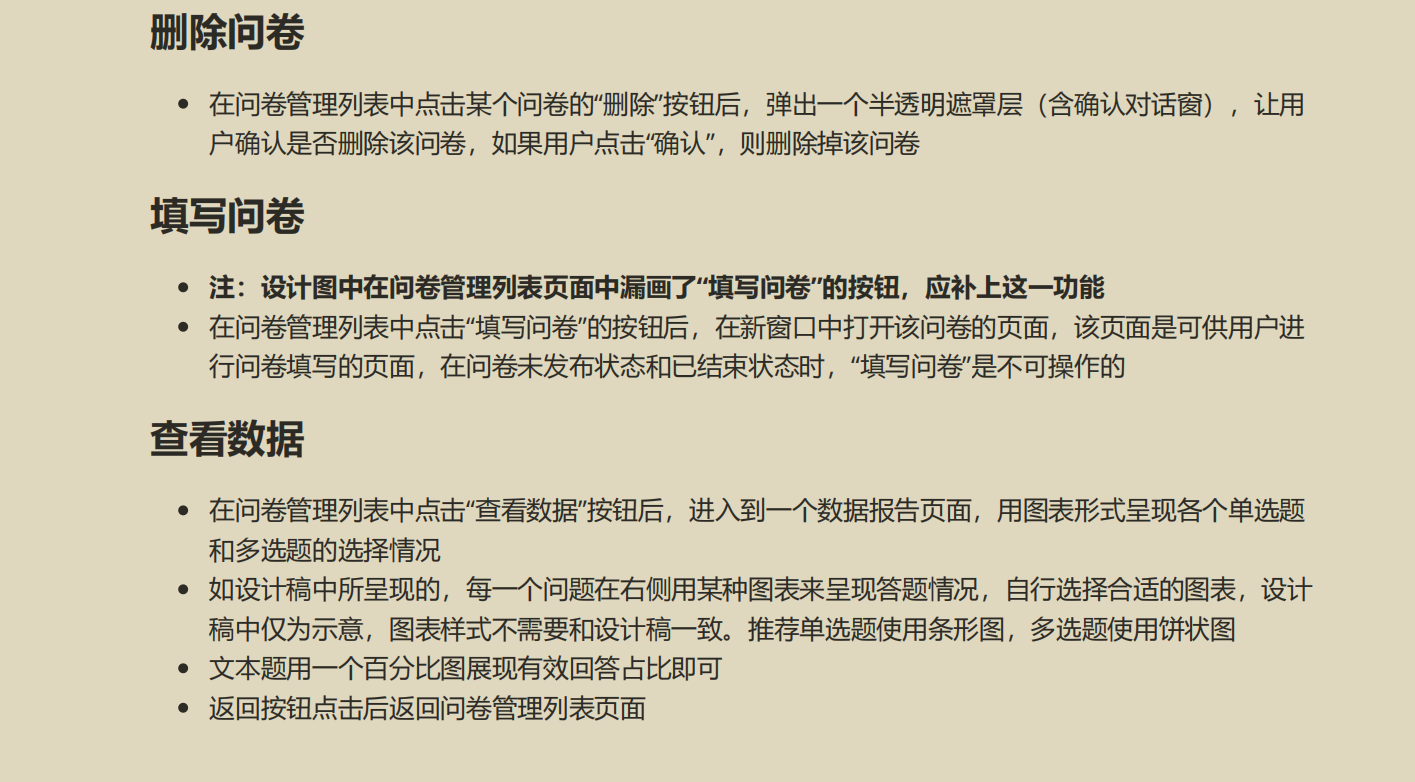 删除问卷
在问卷管理列表中点击某个问卷的“删除”按钮后，弹出一个半透明遮罩层（含确认对话窗），让用
户确认是否删除该问卷，如果用户点击“确认”，则删除掉该问卷
填写问卷
注：设计图中在问卷管理列表页面中漏画了“填写问卷”的按钮，应补上这一功能
在问卷管理列表中点击“填写问卷”的按钮后，在新窗口中打开该问卷的页面，该页面是可供用户进
行问卷填写的页面，在问卷未发布状态和已结束状态时，“填写问卷”是不可操作的
查看数据
在问卷管理列表中点击“查看数据”按钮后，进入到一个数据报告页面，用图表形式呈现各个单选题
和多选题的选择情况
如设计稿中所呈现的，每一个问题在右侧用某种图表来呈现答题情况，自行选择合适的图表，设计
稿中仅为示意，图表样式不需要和设计稿一致。推荐单选题使用条形图，多选题使用饼状图
文本题用一个百分比图展现有效回答占比即可
返回按钮点击后返回问卷管理列表页面